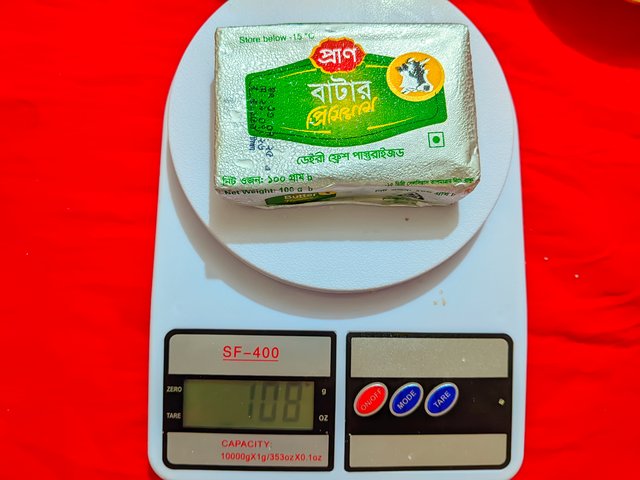 Store below -15 °C
প্রাণ
বাটার
প্রিমিয়াম
ডেইরী ফ্রেশ পাস্তুরাইজড
নিট ওজন: ১০০ গ্রাম b
Net Weight: 100 g b
Butter
SF-400
ZERO
TARE
108
g
OZ
CAPACITY:
10000gX1g/353ozX0.1oz
ON/OFF
MODE
TARE